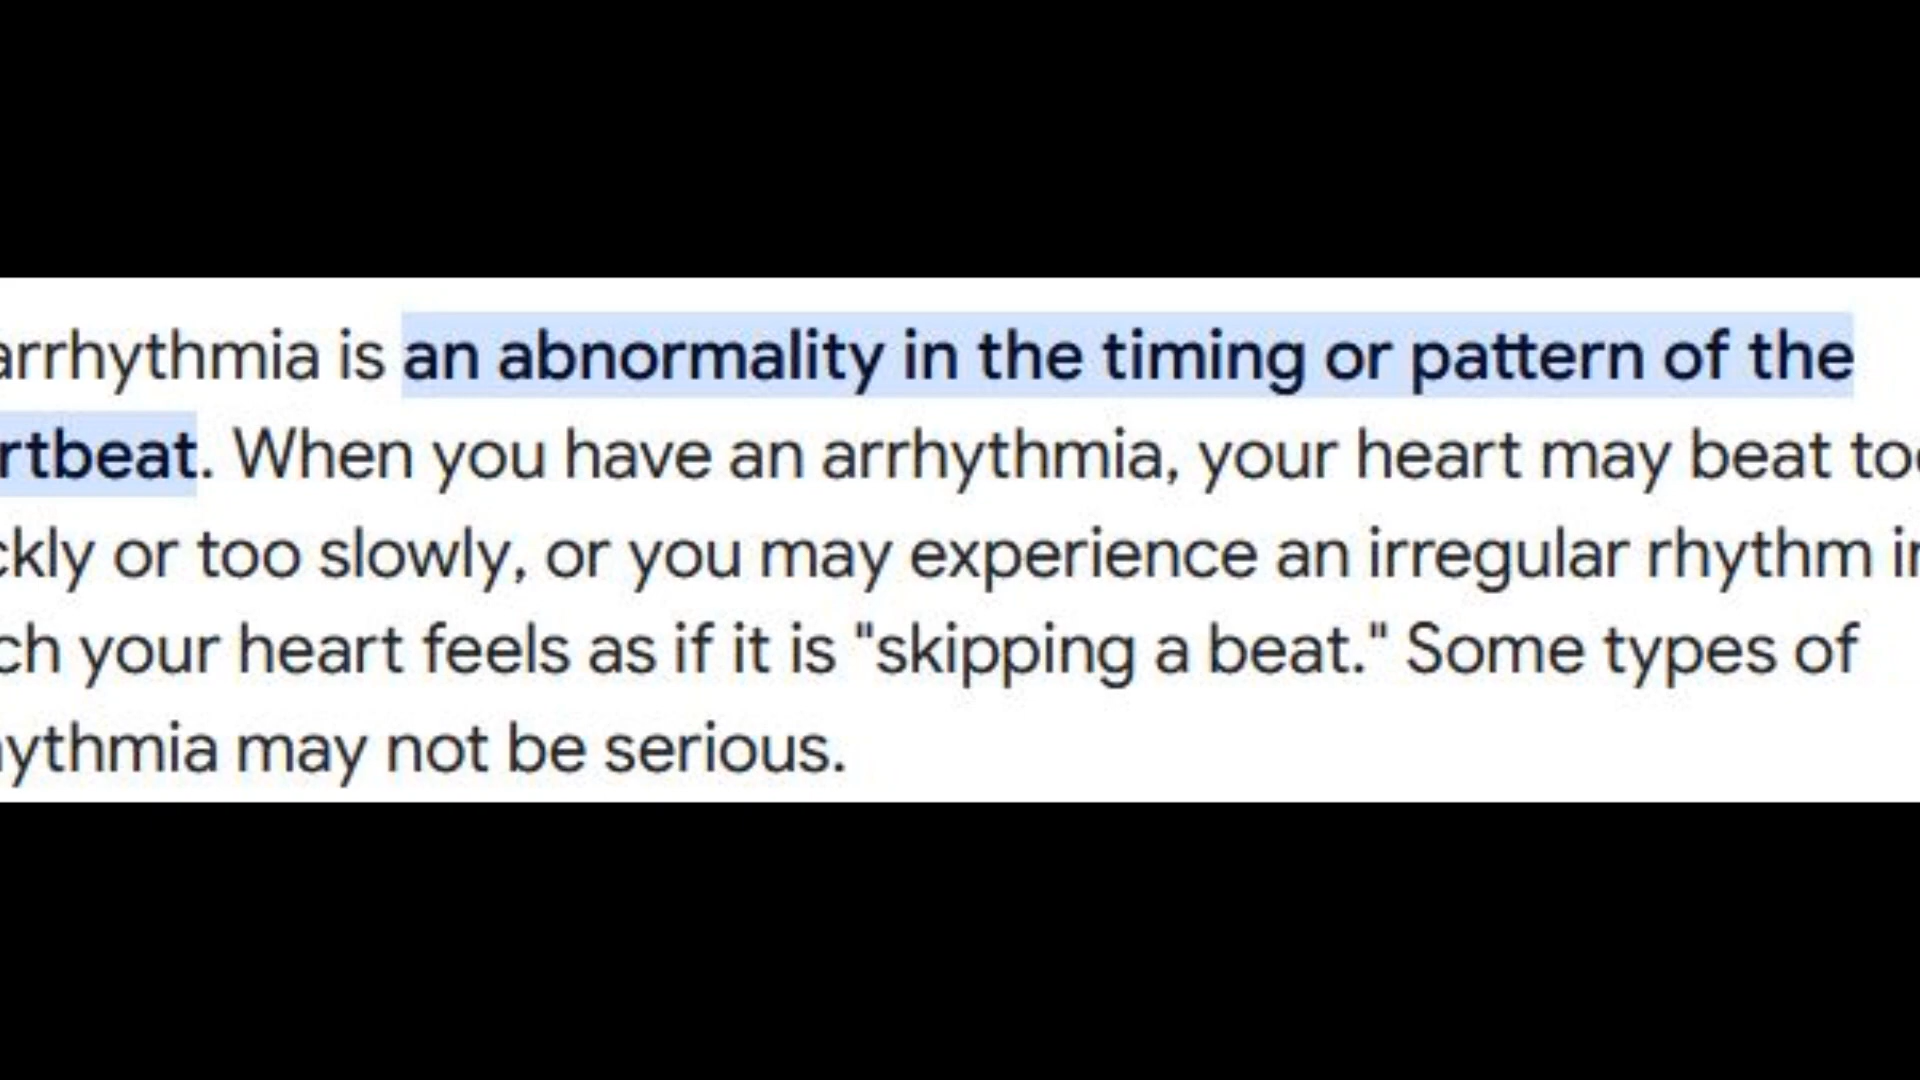 arrhythmia is an abnormality in the timing or pattern of the
rtbeat. When you have an arrhythmia, your heart may beat too
ckly or too slowly, or you may experience an irregular rhythm in
ch your heart feels as if it is "skipping a beat." Some types of
ythmia may not be serious.